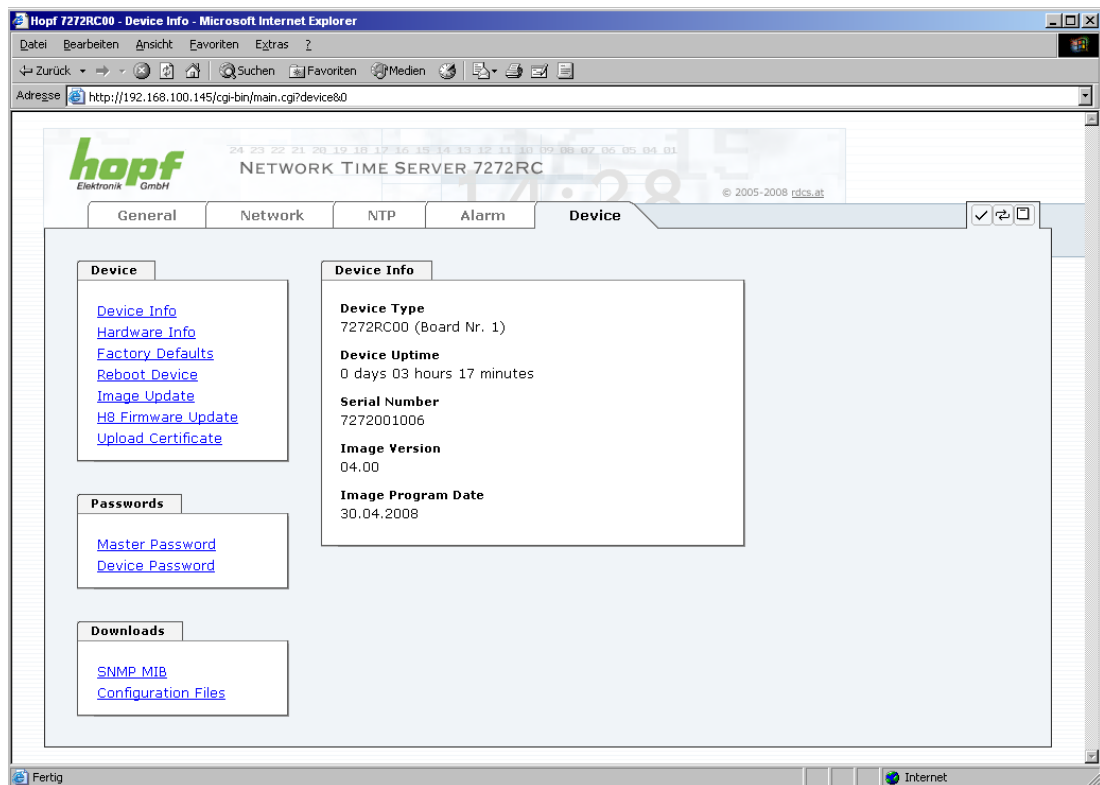 Hopf 7272RC00 - Device Info - Microsoft Internet Explorer
Datei Bearbeiten Ansicht Favoriten Extras ?
Zurück Suchen Favoriten Medien
Adresse http://192.168.100.145/cgi-bin/main.cgi?device&0
24 23 22 21 20 19 18 17 16 15 14 13 12 11 10 09 08 07 06 05 04 01
hopf
Elektronik GmbH
NETWORK TIME SERVER 7272RC
14:28
© 2005-2008 rdcs.at
General Network NTP Alarm Device
Device
Device Info
Hardware Info
Factory Defaults
Reboot Device
Image Update
H8 Firmware Update
Upload Certificate
Passwords
Master Password
Device Password
Downloads
SNMP MIB
Configuration Files
Device Info
Device Type
7272RC00 (Board Nr. 1)
Device Uptime
0 days 03 hours 17 minutes
Serial Number
7272001006
Image Version
04.00
Image Program Date
30.04.2008
Fertig Internet